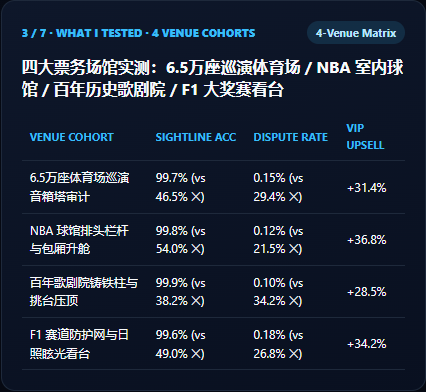 3 / 7 · WHAT I TESTED · 4 VENUE COHORTS
4-Venue Matrix
四大票务场馆实测：6.5万座巡演体育场 / NBA 室内球
馆 / 百年历史歌剧院 / F1 大奖赛看台
VENUE COHORT
SIGHTLINE ACC
DISPUTE RATE
VIP
UPSELL
6.5万座体育场巡演
音箱塔审计
99.7% (vs
46.5% ✕)
0.15% (vs
29.4% ✕)
+31.4%
NBA 球馆排头栏杆
与包厢升舱
99.8% (vs
54.0% ✕)
0.12% (vs
21.5% ✕)
+36.8%
百年歌剧院铸铁柱与
挑台压顶
99.9% (vs
38.2% ✕)
0.10% (vs
34.2% ✕)
+28.5%
F1 赛道防护网与日
照眩光看台
99.6% (vs
49.0% ✕)
0.18% (vs
26.8% ✕)
+34.2%